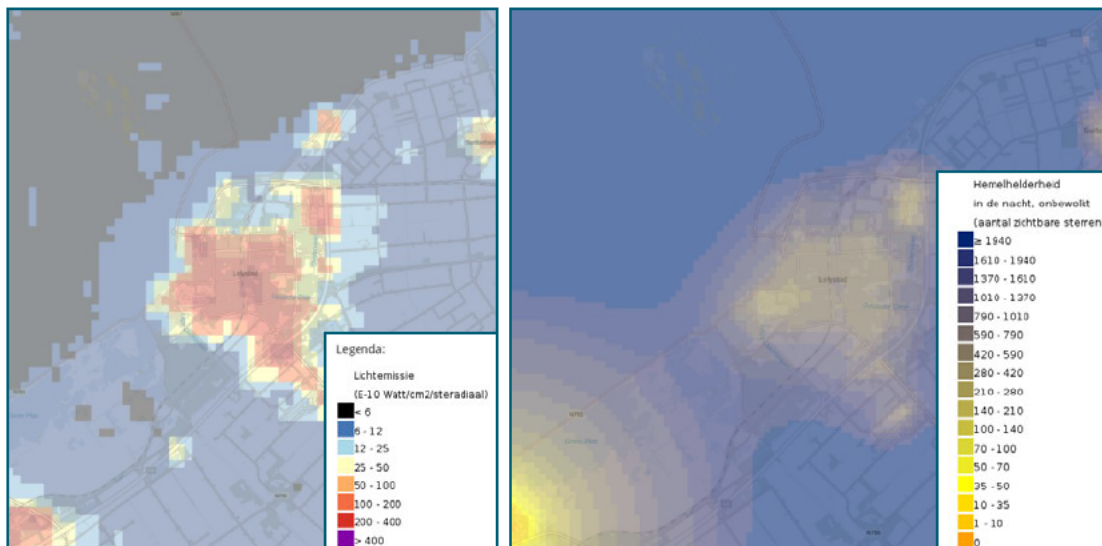 Lelystad
Legenda:
Lichtemissie
(E-10 Watt/cm2/steradiaal)
< 6
6 - 12
12 - 25
25 - 50
50 - 100
100 - 200
200 - 400
> 400
Lelystad
Hemelhelderheid
in de nacht, onbewolkt
(aantal zichtbare sterren
≥ 1940
1610 - 1940
1370 - 1610
1010 - 1370
790 - 1010
590 - 790
420 - 590
280 - 420
210 - 280
140 - 210
100 - 140
70 - 100
50 - 70
35 - 50
10 - 35
1 - 10
0